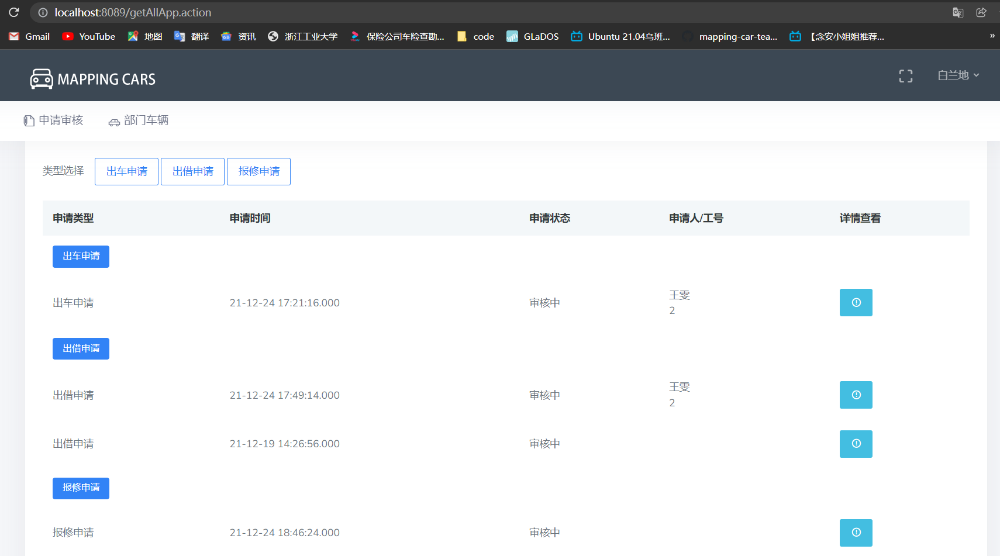 localhost:8089/getAllApp.action
Gmail YouTube 地图 翻译 资讯 浙江工业大学 保险公司车险查勘... code GLaDOS Ubuntu 21.04乌班... mapping-car-tea... 【念安小姐姐推荐... »
MAPPING CARS 白兰地
申请审核 部门车辆
类型选择 出车申请 出借申请 报修申请
申请类型 申请时间 申请状态 申请人/工号 详情查看
出车申请
出车申请 21-12-24 17:21:16.000 审核中 王雯
2
出借申请
出借申请 21-12-24 17:49:14.000 审核中 王雯
2
出借申请 21-12-19 14:26:56.000 审核中
报修申请
报修申请 21-12-24 18:46:24.000 审核中